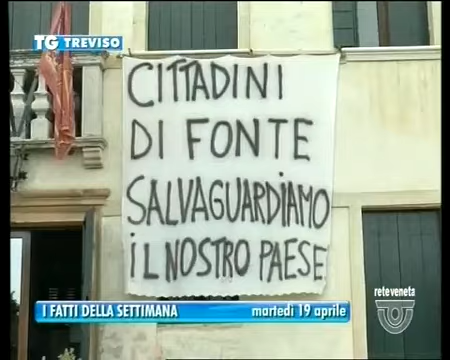 TG TREVISO
CITTADINI
DI FONTE
SALVAGUARDIAMO
iL NOSTRO PAESE
reteveneta
I FATTI DELLA SETTIMANA martedì 19 aprile